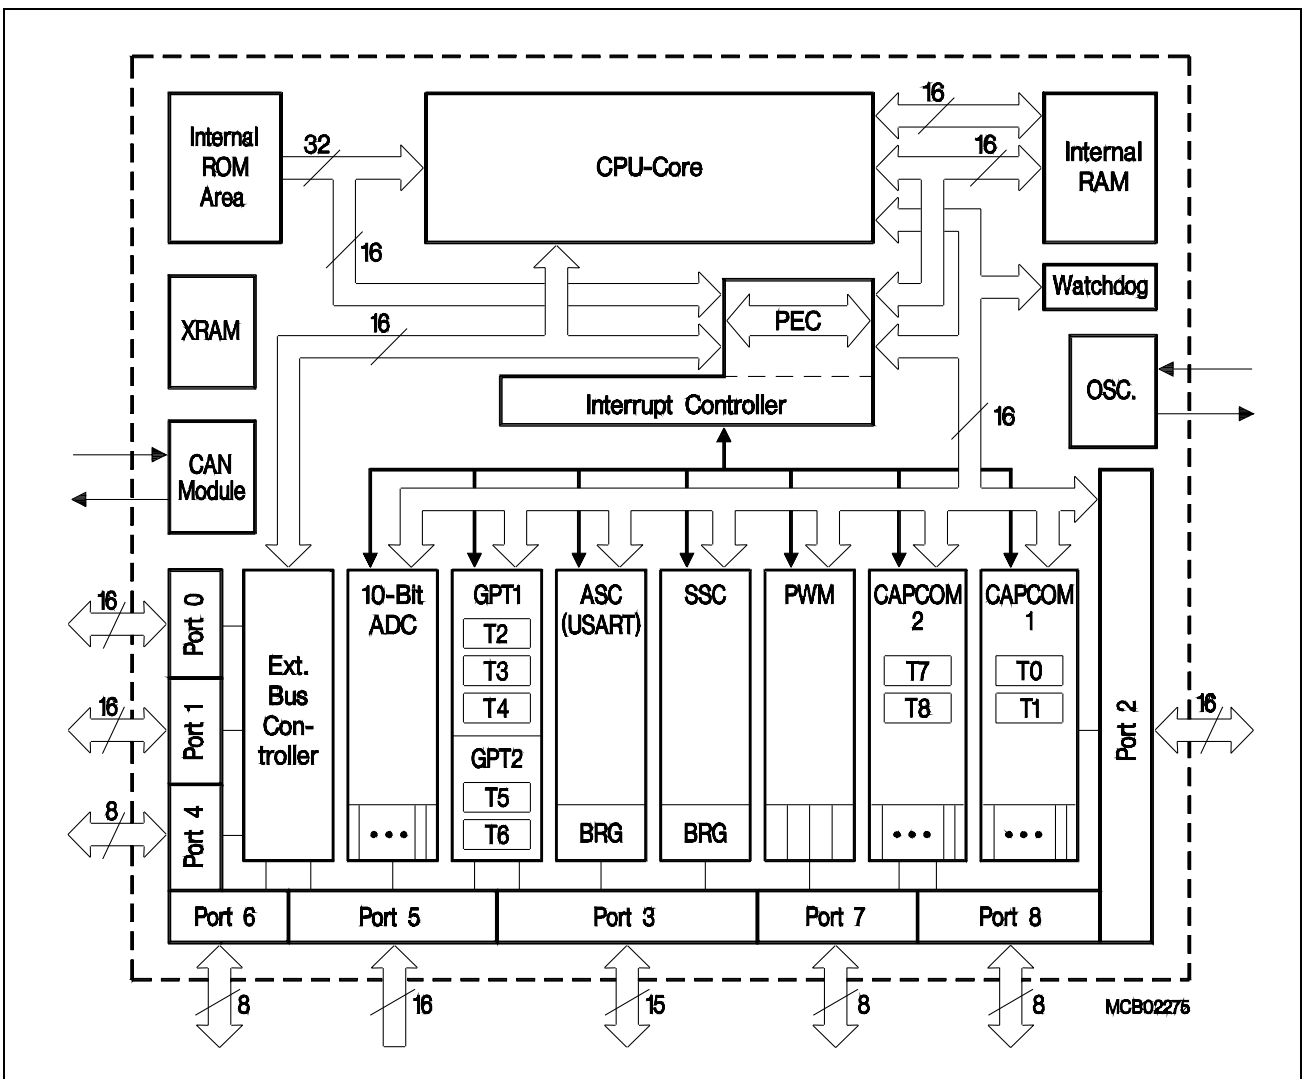 Internal
ROM
Area
32
CPU-Core
16
16
Internal
RAM
16
XRAM
16
PEC
Watchdog
OSC.
Interrupt Controller
16
CAN
Module
16
Port 0
16
Port 1
8
Port 4
Ext.
Bus
Con-
troller
10-Bit
ADC
GPT1
T2
T3
T4
GPT2
T5
T6
ASC
(USART)
BRG
SSC
BRG
PWM
CAPCOM
2
T7
T8
CAPCOM
1
T0
T1
Port 2
16
Port 6
Port 5
Port 3
Port 7
Port 8
8
16
15
8
8
MCB02275